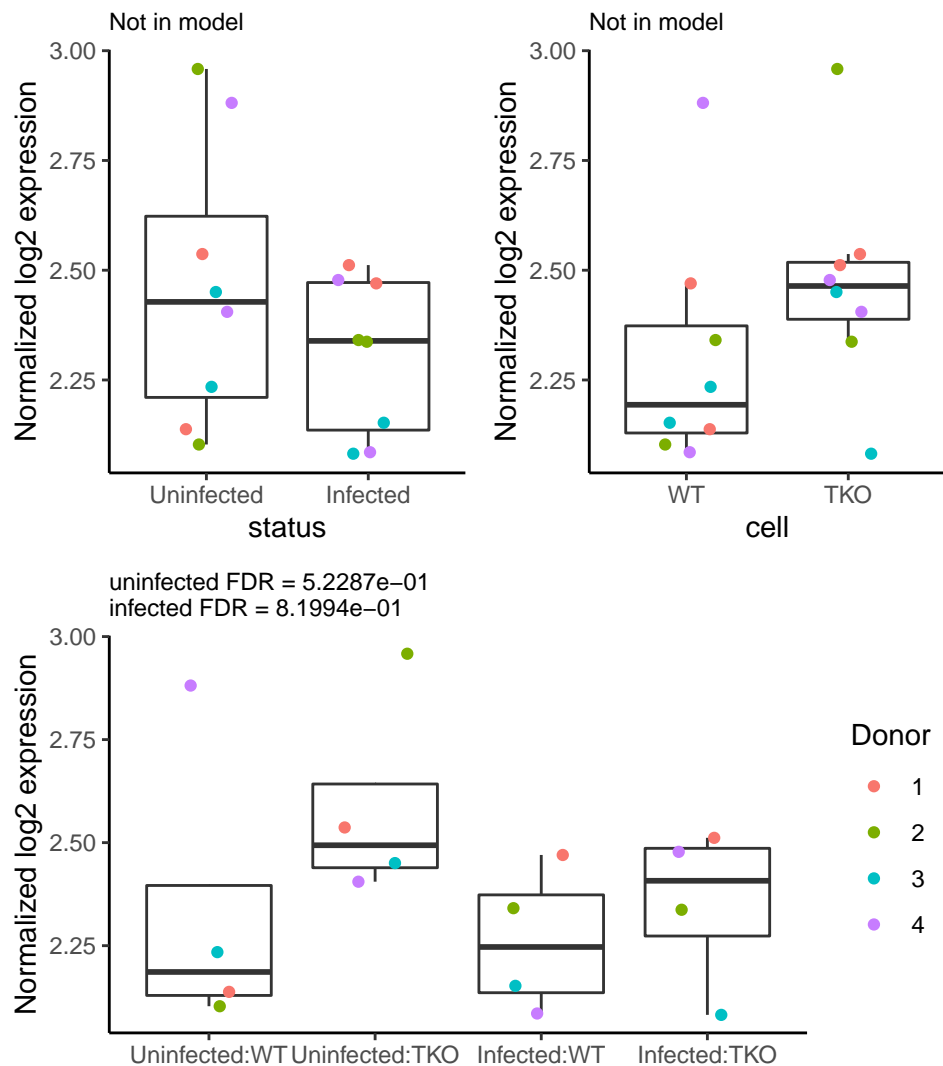 Not in model
Normalized log2 expression
3.00
2.75
2.50
2.25
Uninfected Infected
status
Not in model
Normalized log2 expression
3.00
2.75
2.50
2.25
WT TKO
cell
uninfected FDR = 5.2287e−01
infected FDR = 8.1994e−01
Normalized log2 expression
3.00
2.75
2.50
2.25
Uninfected:WT Uninfected:TKO Infected:WT Infected:TKO
Donor
1
2
3
4